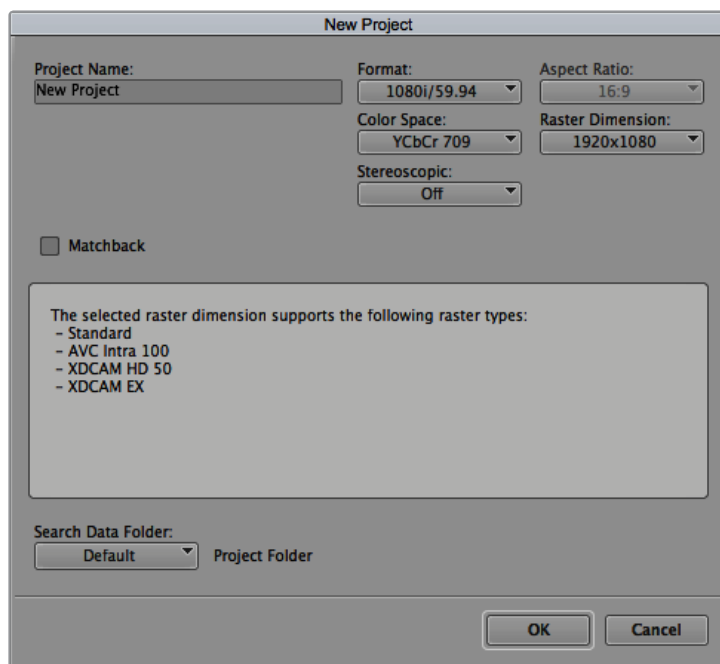 New Project
Project Name:
New Project
Format:
1080i/59.94
Aspect Ratio:
16:9
Color Space:
YCbCr 709
Raster Dimension:
1920x1080
Stereoscopic:
Off
Matchback
The selected raster dimension supports the following raster types:
- Standard
- AVC Intra 100
- XDCAM HD 50
- XDCAM EX
Search Data Folder:
Default
Project Folder
OK
Cancel